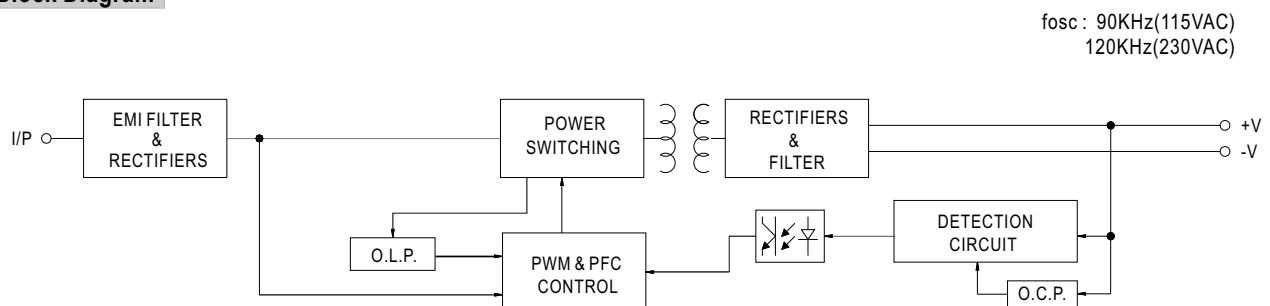 Block Diagram
fosc : 90KHz(115VAC)
120KHz(230VAC)
I/P
EMI FILTER
&
RECTIFIERS
POWER
SWITCHING
RECTIFIERS
&
FILTER
+V
-V
O.L.P.
PWM & PFC
CONTROL
DETECTION
CIRCUIT
O.C.P.